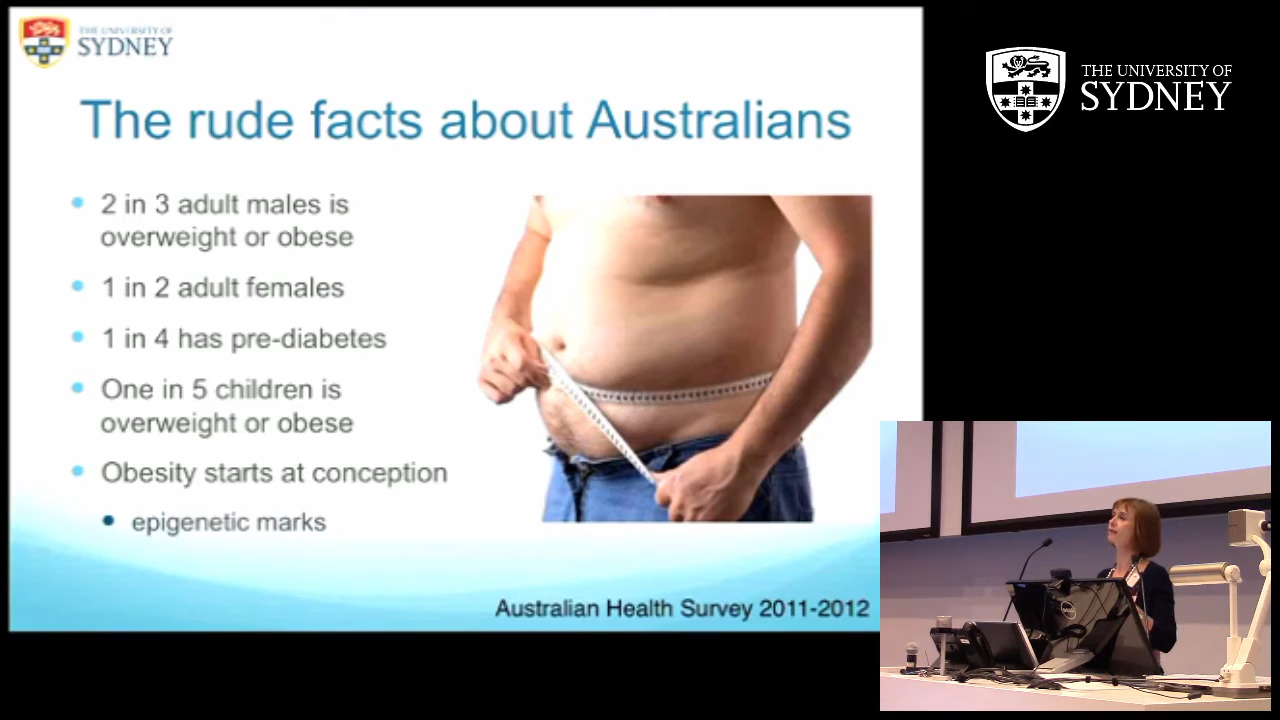 THE UNIVERSITY OF
SYDNEY
The rude facts about Australians
2 in 3 adult males is
overweight or obese
1 in 2 adult females
1 in 4 has pre-diabetes
One in 5 children is
overweight or obese
Obesity starts at conception
epigenetic marks
Australian Health Survey 2011-2012
THE UNIVERSITY OF
SYDNEY
DELL